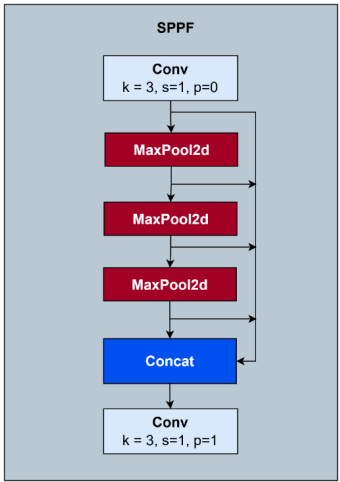 SPPF
Conv
k = 3, s=1, p=0
MaxPool2d
MaxPool2d
MaxPool2d
Concat
Conv
k = 3, s=1, p=1